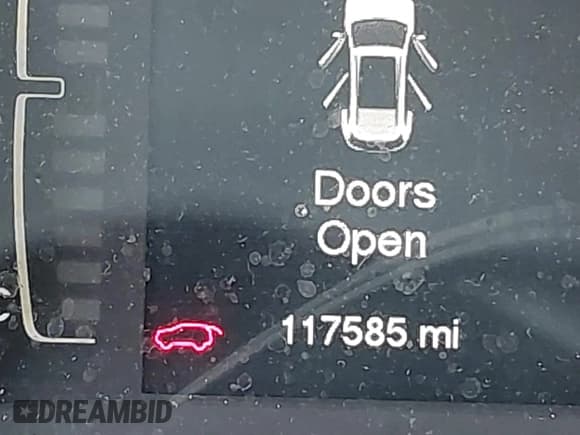 Doors
Open
117585 mi
DREAMBID